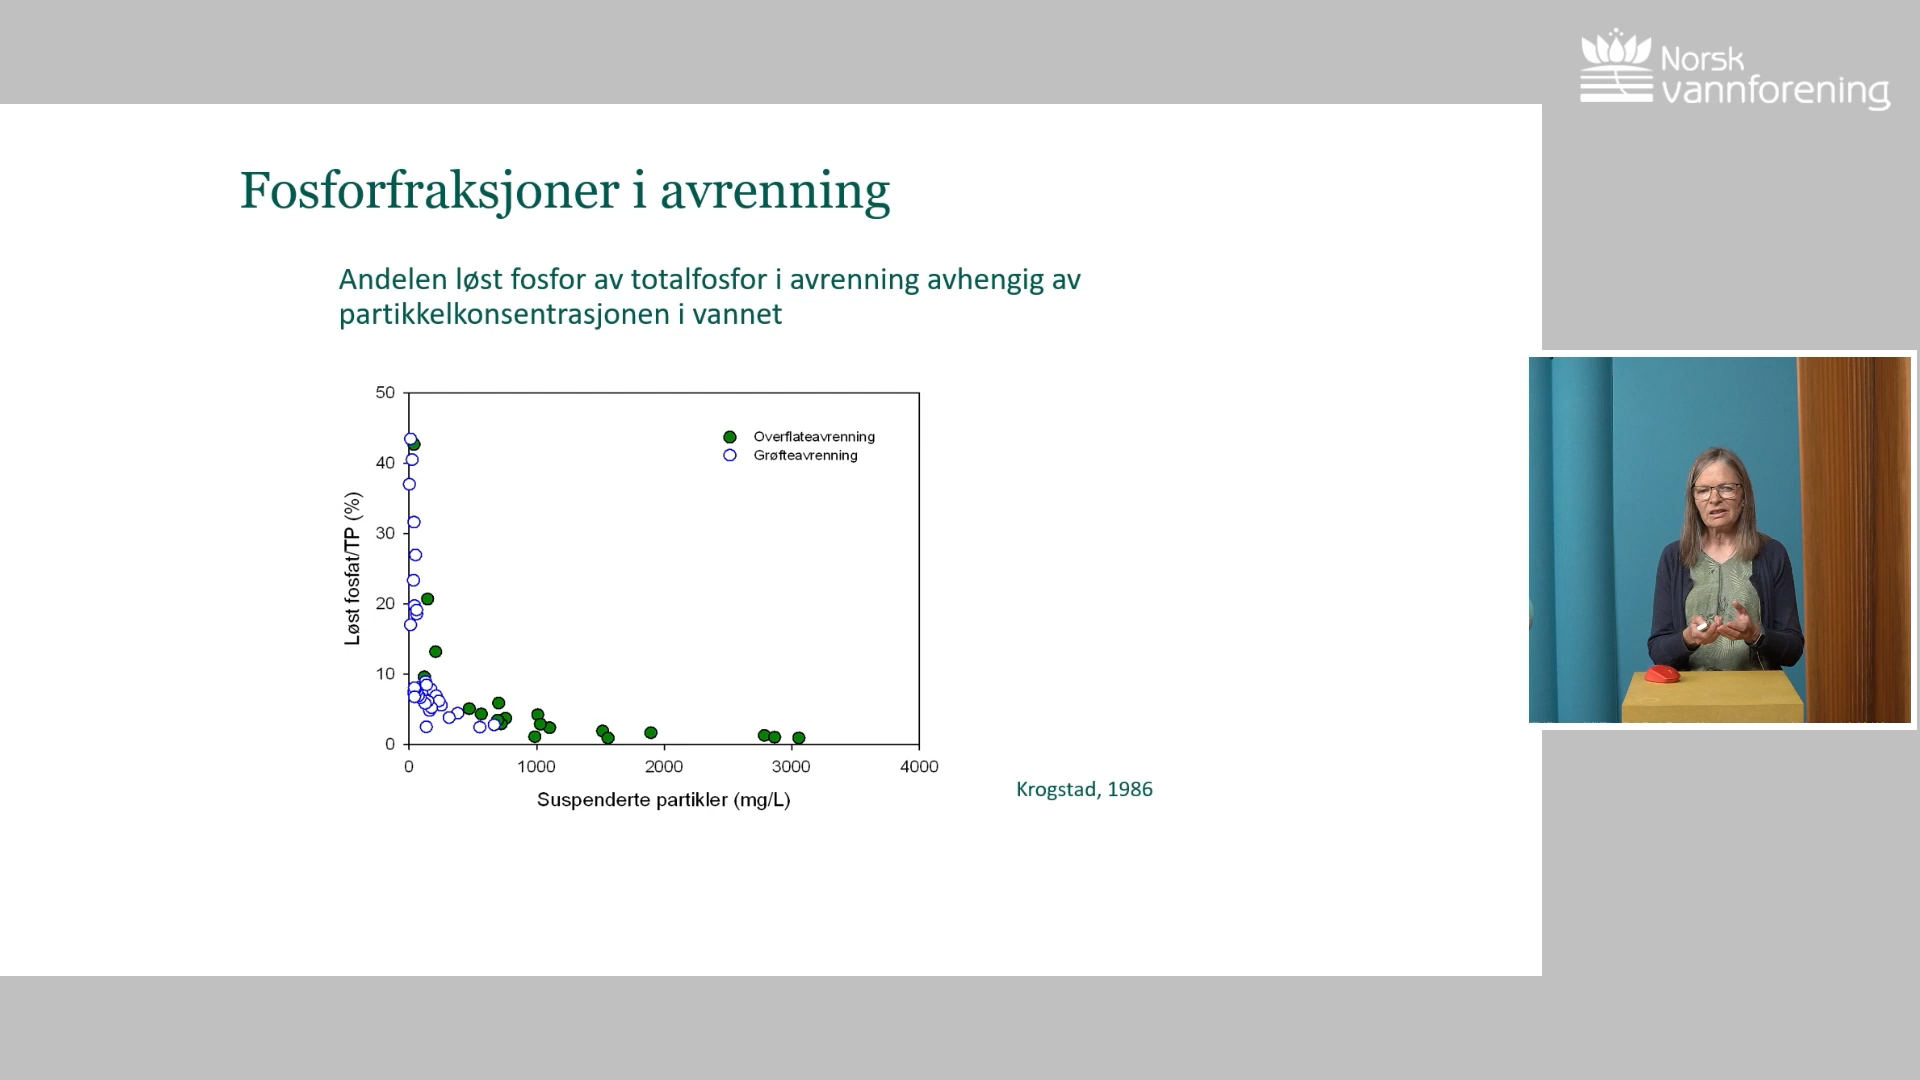 Norsk
vannforening
Fosforfraksjoner i avrenning
Andelen løst fosfor av totalfosfor i avrenning avhengig av
partikkelkonsentrasjonen i vannet
50
40
30
20
10
0
Løst fosfat/TP (%)
Overflateavrenning
Grøfteavrenning
0 1000 2000 3000 4000
Suspenderte partikler (mg/L)
Krogstad, 1986